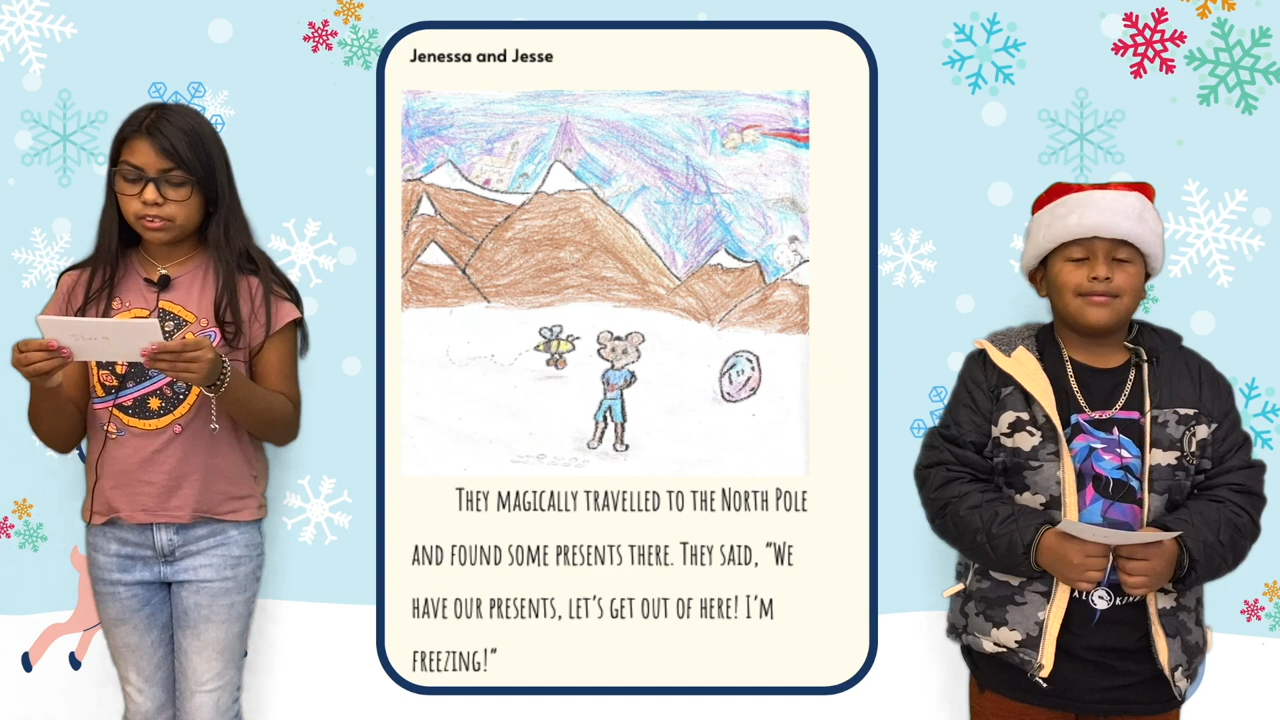 Jenessa and Jesse
They magically travelled to the North Pole
and found some presents there. They said, "We
have our presents, let's get out of here! I'm
freezing!"